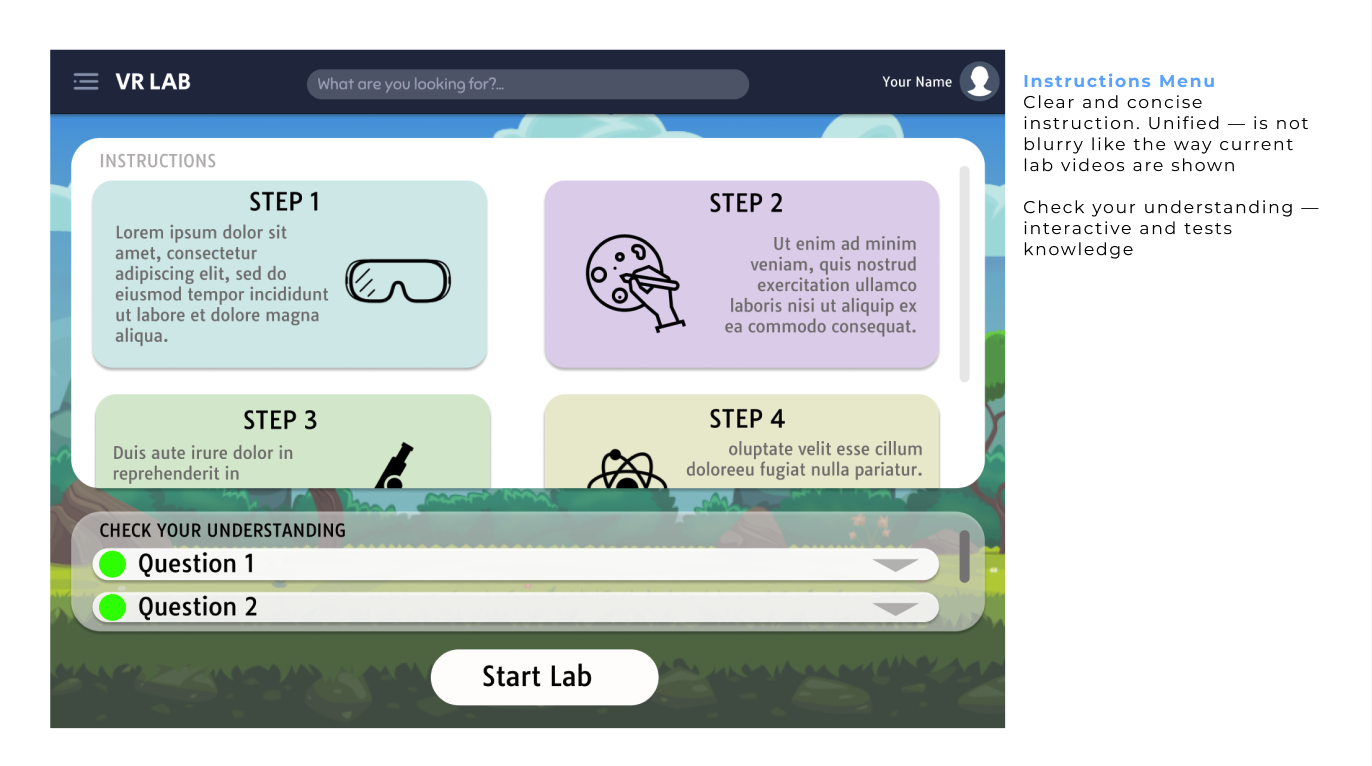 VR LAB
What are you looking for?...
Your Name
INSTRUCTIONS
STEP 1
Lorem ipsum dolor sit
amet, consectetur
adipiscing elit, sed do
eiusmod tempor incididunt
ut labore et dolore magna
aliqua.
STEP 2
Ut enim ad minim
veniam, quis nostrud
exercitation ullamco
laboris nisi ut aliquip ex
ea commodo consequat.
STEP 3
Duis aute irure dolor in
reprehenderit in
STEP 4
oluptate velit esse cillum
doloreeu fugiat nulla pariatur.
CHECK YOUR UNDERSTANDING
Question 1
Question 2
Start Lab
Instructions Menu
Clear and concise
instruction. Unified — is not
blurry like the way current
lab videos are shown
Check your understanding —
interactive and tests
knowledge